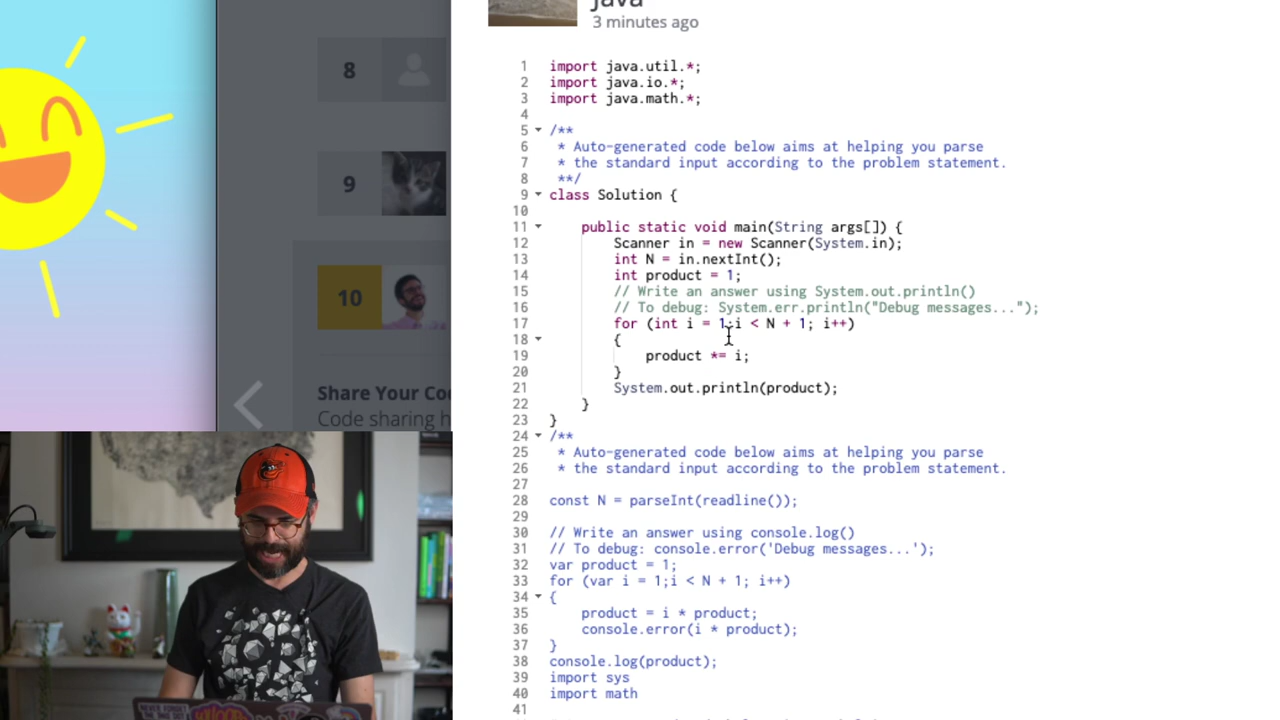 java
3 minutes ago
8
9
10
Share Your Co
Code sharing h
1 import java.util.*;
2 import java.io.*;
3 import java.math.*;
4
5 /**
6 * Auto-generated code below aims at helping you parse
7 * the standard input according to the problem statement.
8 **/
9 class Solution {
10
11 public static void main(String args[]) {
12 Scanner in = new Scanner(System.in);
13 int N = in.nextInt();
14 int product = 1;
15 // Write an answer using System.out.println()
16 // To debug: System.err.println("Debug messages...");
17 for (int i = 1;i < N + 1; i++)
18 {
19 product *= i;
20 }
21 System.out.println(product);
22 }
23 }
24 /**
25 * Auto-generated code below aims at helping you parse
26 * the standard input according to the problem statement.
27
28 const N = parseInt(readline());
29
30 // Write an answer using console.log()
31 // To debug: console.error('Debug messages...');
32 var product = 1;
33 for (var i = 1;i < N + 1; i++)
34 {
35 product = i * product;
36 console.error(i * product);
37 }
38 console.log(product);
39 import sys
40 import math
41